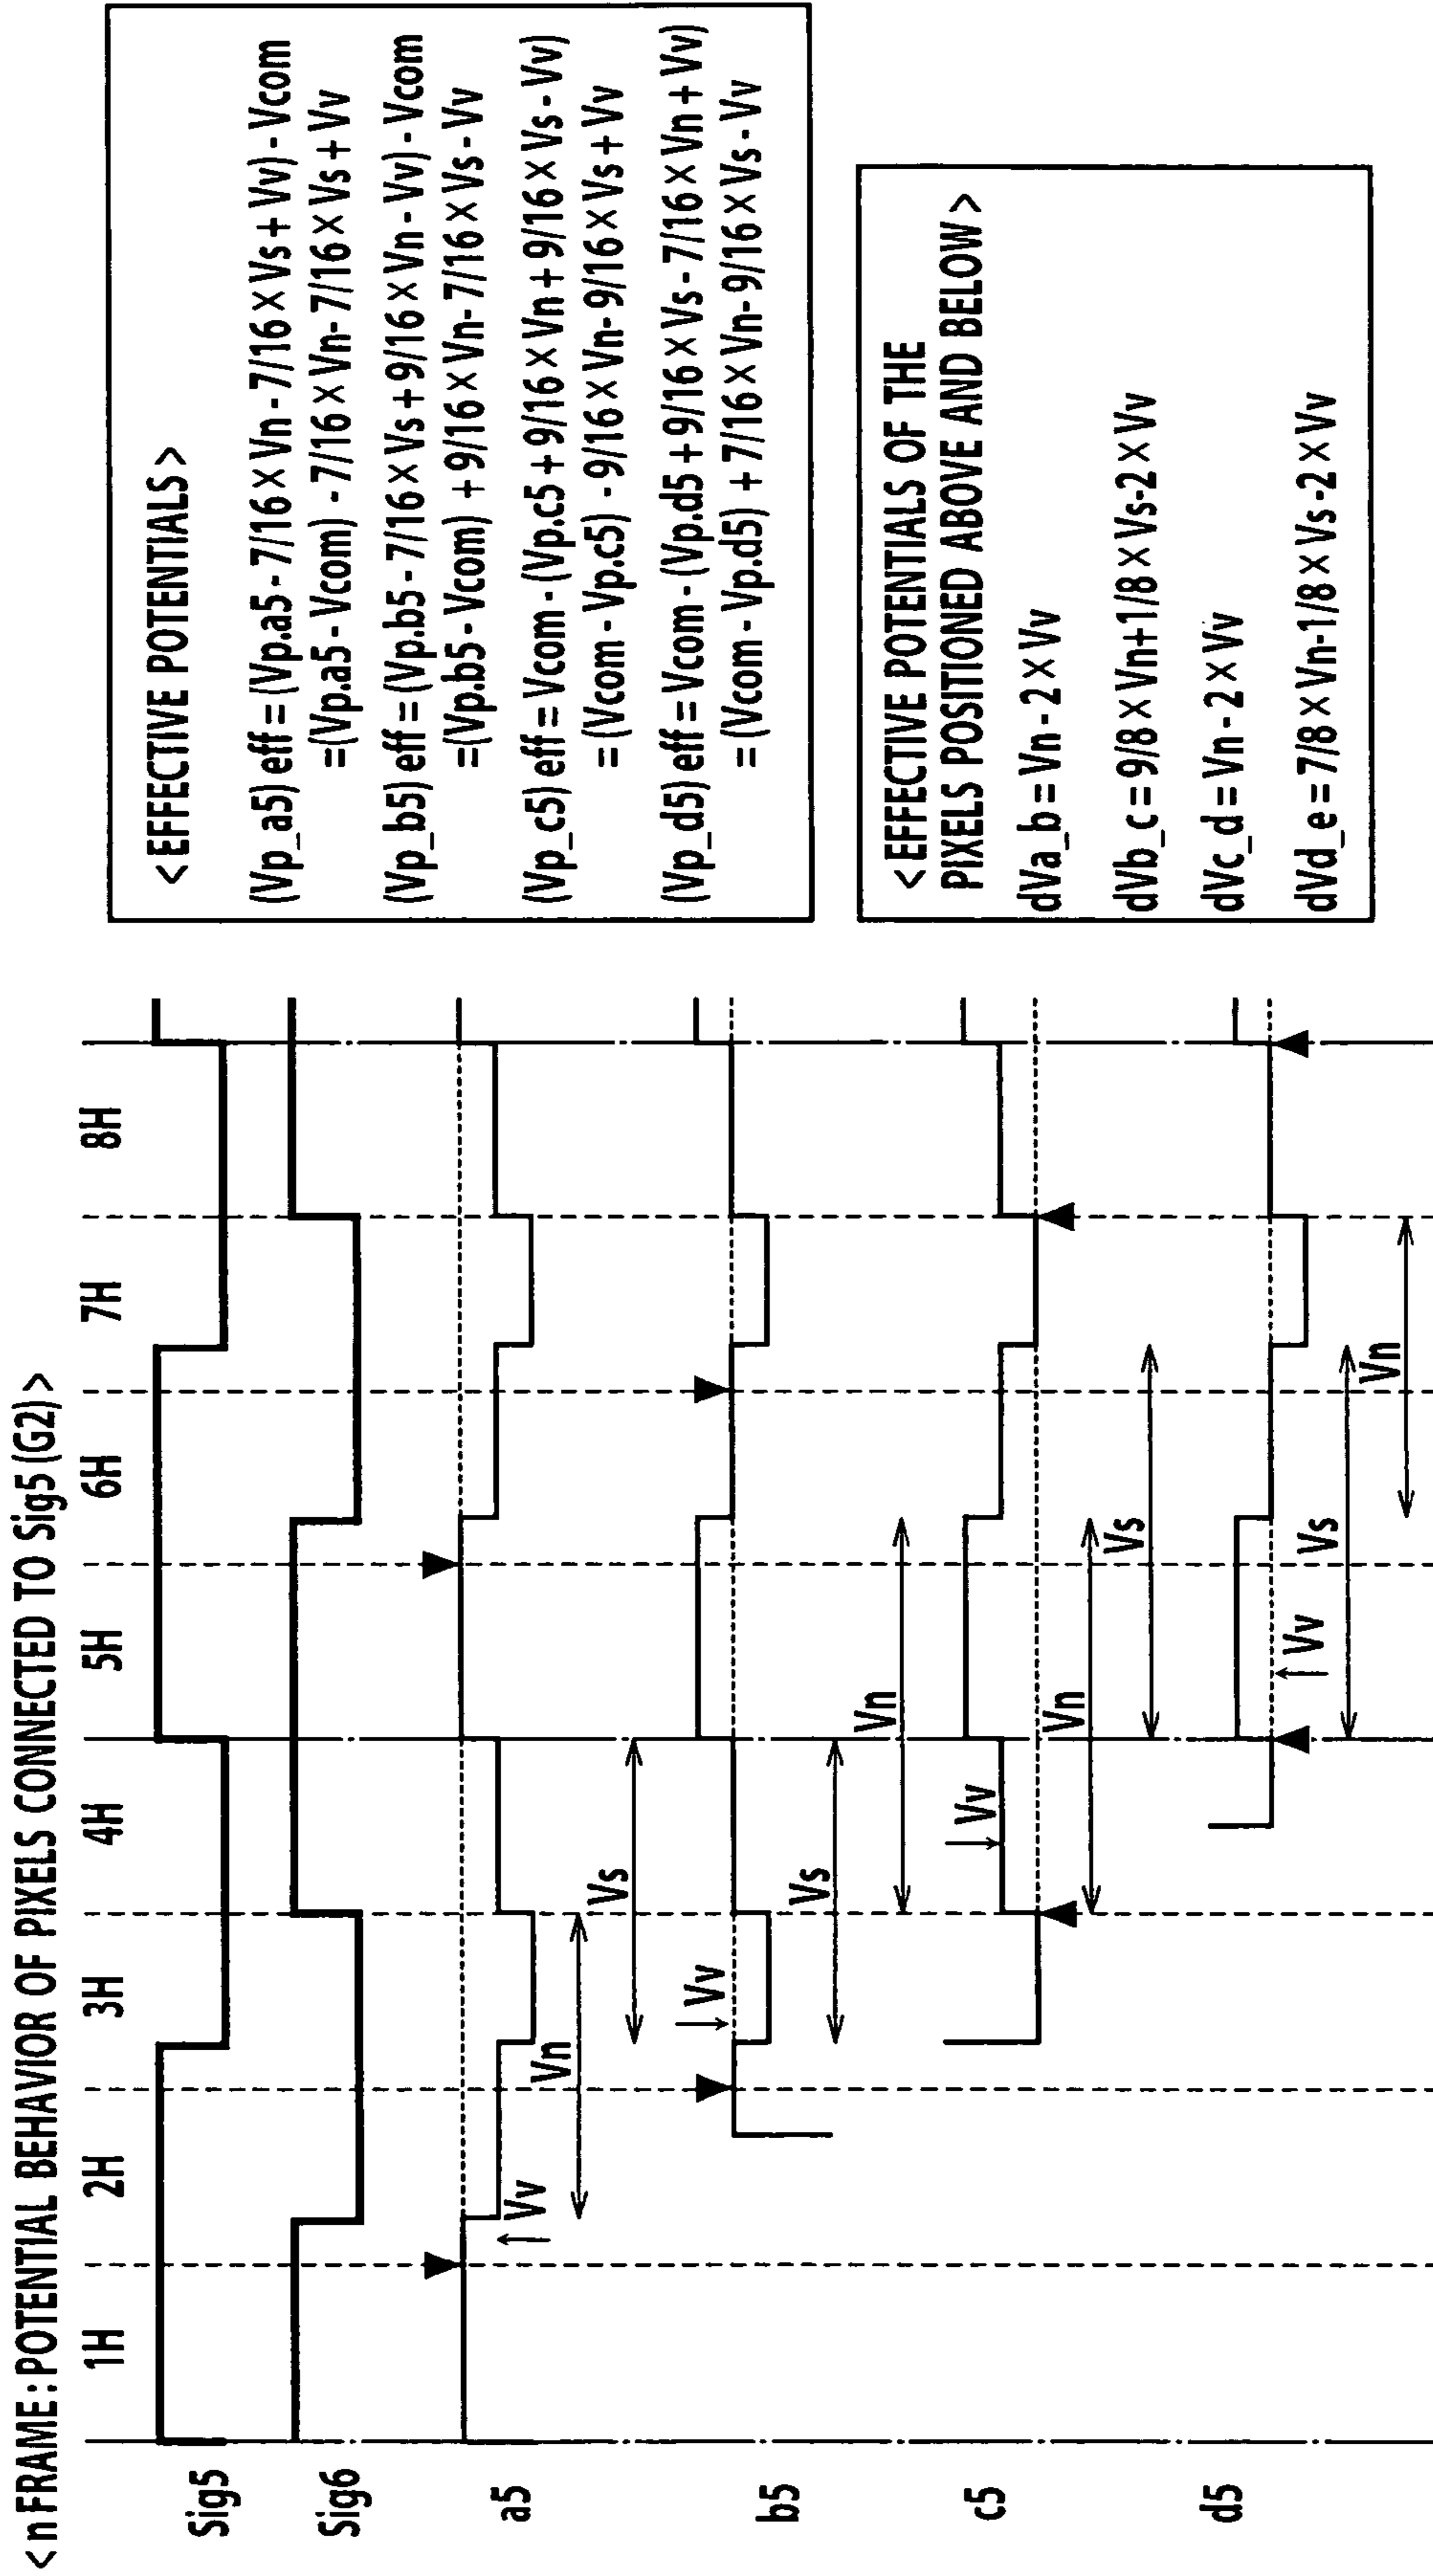 <n FRAME:POTENTIAL BEHAVIOR OF PIXELS CONNECTED TO Sig5 (G2)>
1H 2H 3H 4H 5H 6H 7H 8H
Sig5
Sig6
a5
Vv
Vn
Vs
b5
Vv
Vs
Vn
c5
Vv
Vn
Vs
d5
Vv
Vs
Vn
<EFFECTIVE POTENTIALS>
(Vp_a5) eff = (Vp.a5 - 7/16 × Vn - 7/16 × Vs + Vv) - Vcom
=(Vp.a5 - Vcom) - 7/16 × Vn- 7/16 × Vs + Vv
(Vp_b5) eff = (Vp.b5 - 7/16 × Vs + 9/16 × Vn - Vv) - Vcom
=(Vp.b5 - Vcom) + 9/16 × Vn- 7/16 × Vs - Vv
(Vp_c5) eff = Vcom - (Vp.c5 + 9/16 × Vn + 9/16 × Vs - Vv)
= (Vcom - Vp.c5) - 9/16 × Vn- 9/16 × Vs + Vv
(Vp_d5) eff = Vcom - (Vp.d5 + 9/16 × Vs - 7/16 × Vn + Vv)
= (Vcom - Vp.d5) + 7/16 × Vn- 9/16 × Vs - Vv
<EFFECTIVE POTENTIALS OF THE
PIXELS POSITIONED ABOVE AND BELOW>
dVa_b = Vn - 2 × Vv
dVb_c = 9/8 × Vn+1/8 × Vs-2 × Vv
dVc_d = Vn - 2 × Vv
dVd_e = 7/8 × Vn-1/8 × Vs-2 × Vv